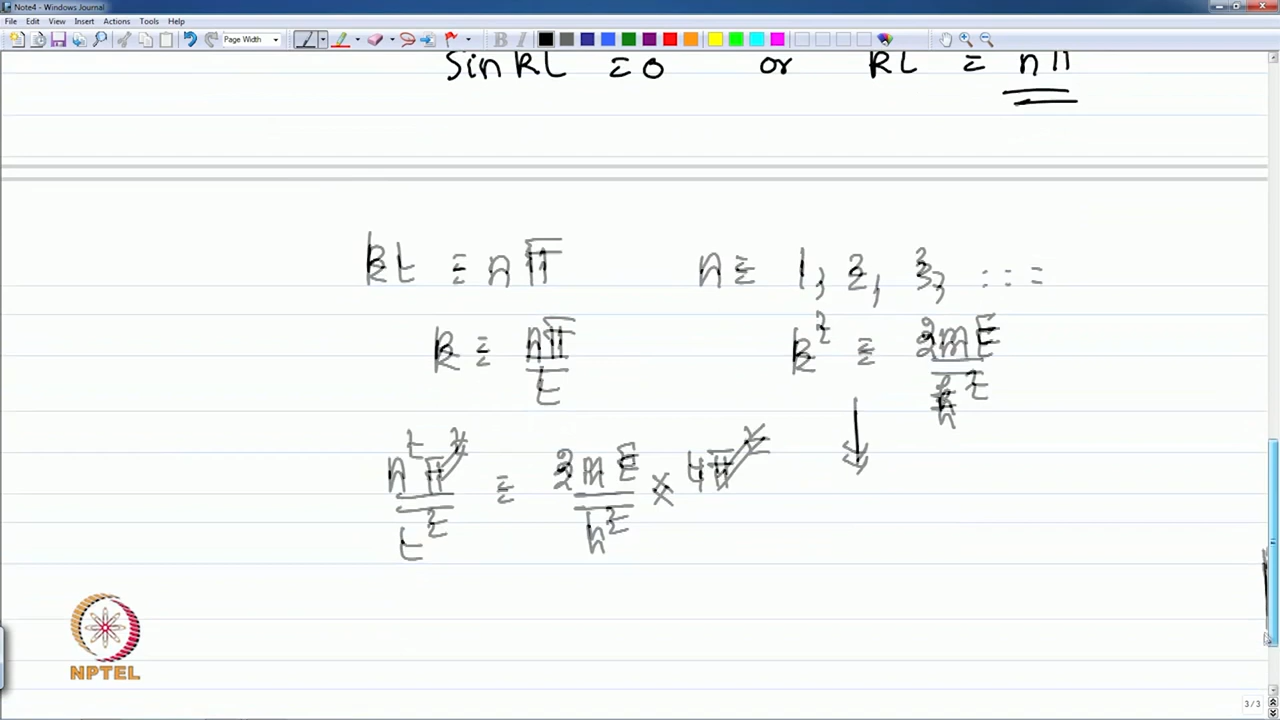 Note4 - Windows Journal
File Edit View Insert Actions Tools Help
Page Width
B I
Sin kL = 0 or kL = nπ
kL = nπ n = 1, 2, 3, ...
k = nπ/L k² = 2mE/ħ²
n²π²/L² = 2mE/h² × 4π²
NPTEL
3 / 3